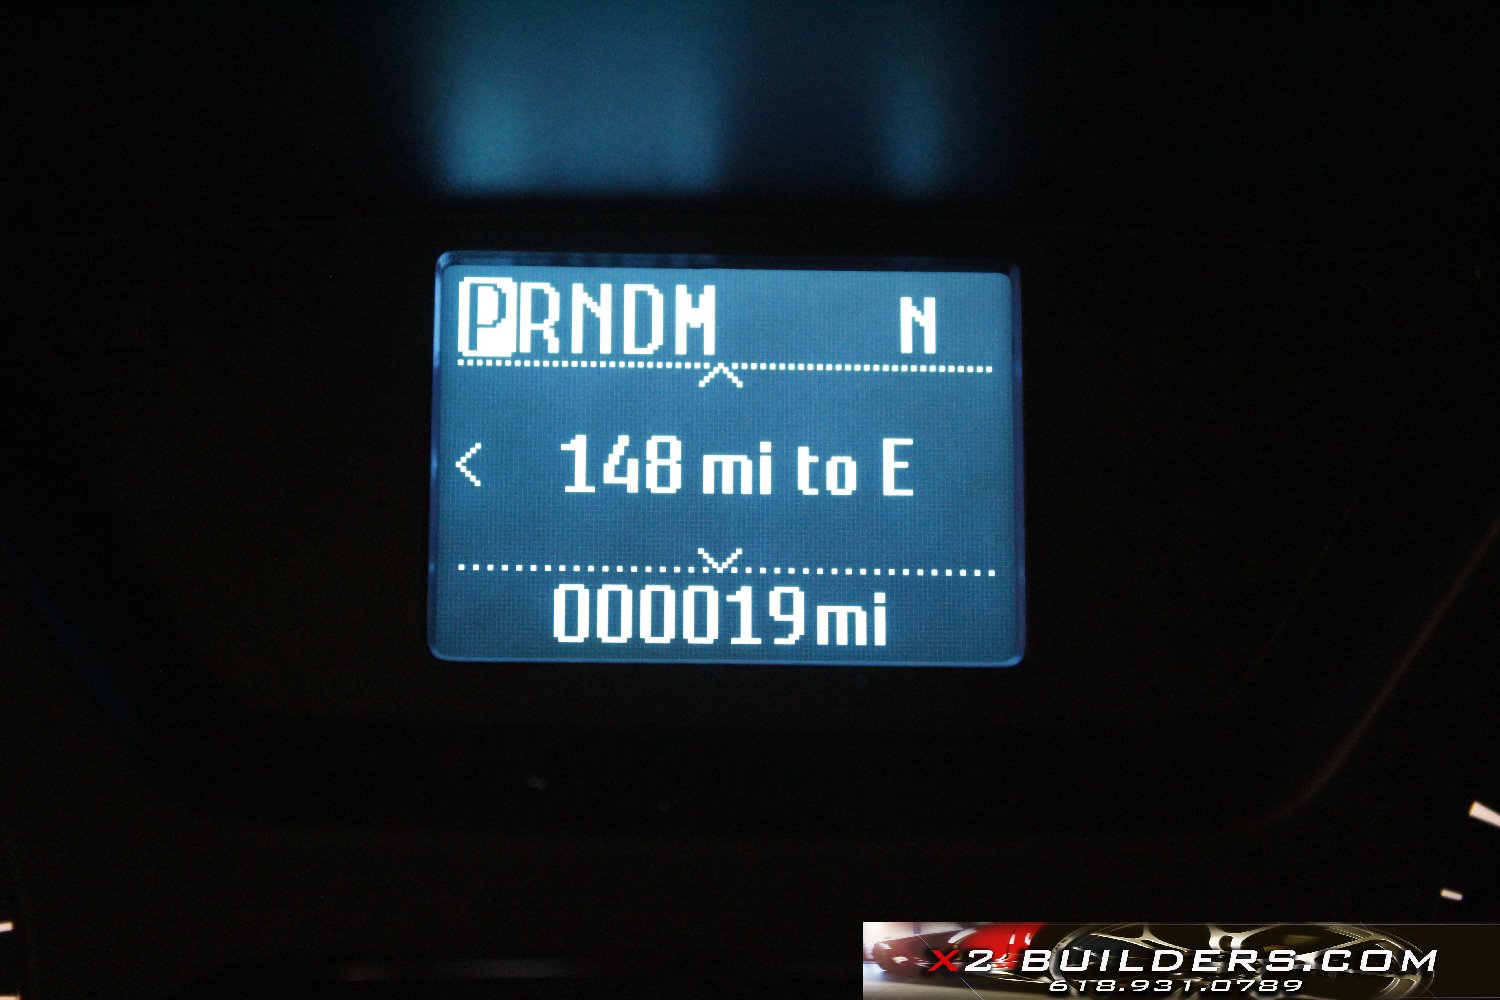 PRNDM N
148 mi to E
000019mi
X2-BUILDERS.COM
618.931.0789